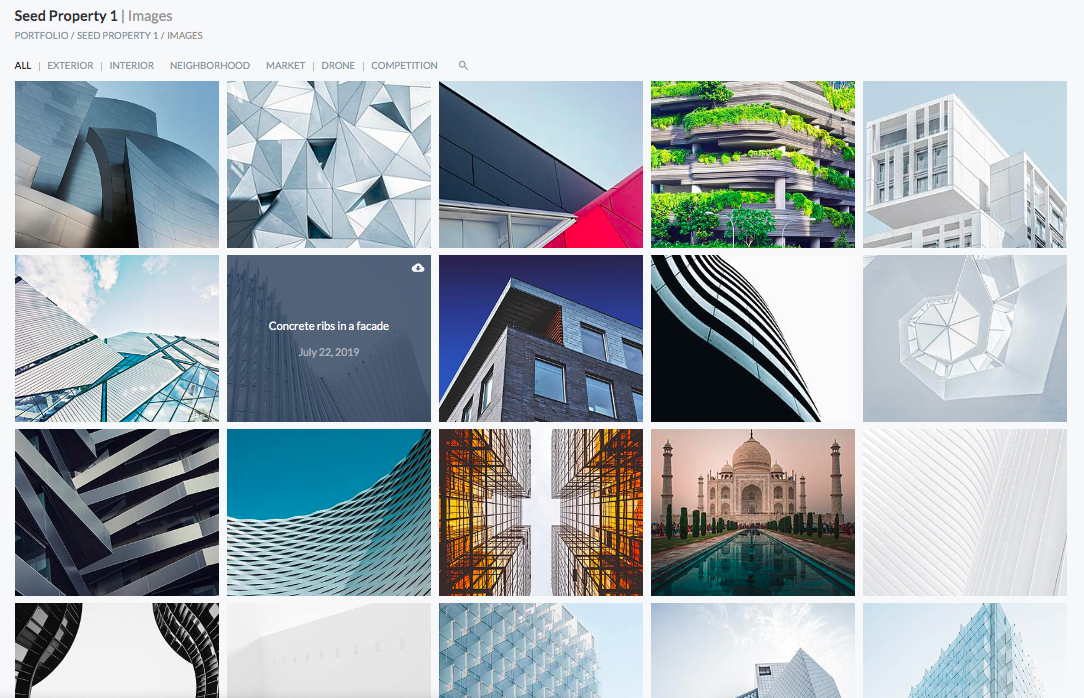 Seed Property 1 | Images
PORTFOLIO / SEED PROPERTY 1 / IMAGES
ALL | EXTERIOR | INTERIOR NEIGHBORHOOD MARKET | DRONE | COMPETITION
Concrete ribs in a facade
July 22, 2019